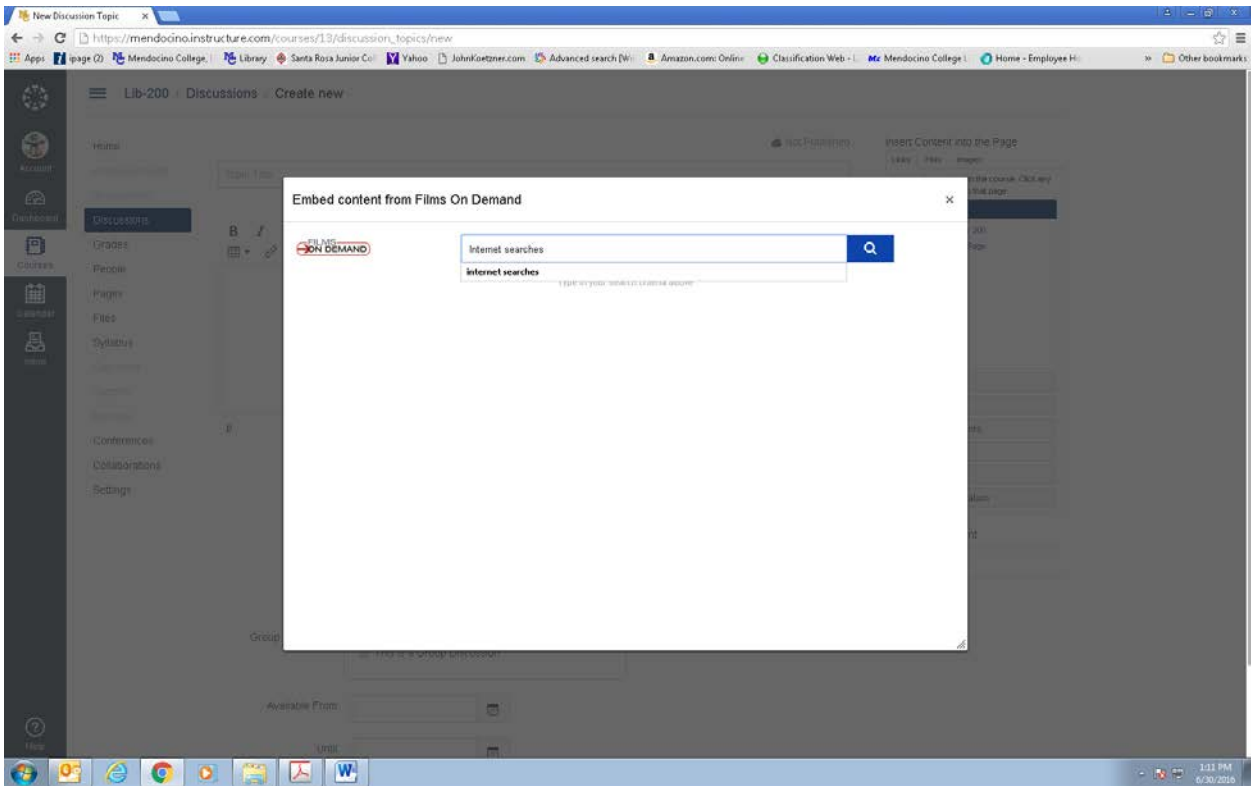 New Discussion Topic
https://mendocino.instructure.com/courses/13/discussion_topics/new
Apps ipage (2) Mendocino College, Library Santa Rosa Junior Col Yahoo JohnKoetzner.com Advanced search [W Amazon.com: Online Classification Web - Mendocino College L Home - Employee H » Other bookmarks
Lib-200 Discussions Create new
Account
Dashboard
Courses
Calendar
Inbox
Help
Home
Discussions
Grades
People
Pages
Files
Syllabus
Conferences
Collaborations
Settings
Not Published
Insert Content into the Page
Links Files Images
Topic Title
B I
Embed content from Films On Demand ×
FILMS ON DEMAND
Internet searches
internet searches
Type in your search criteria above
p
Group
This is a Group Discussion
Available From
Until
1:11 PM
6/30/2016